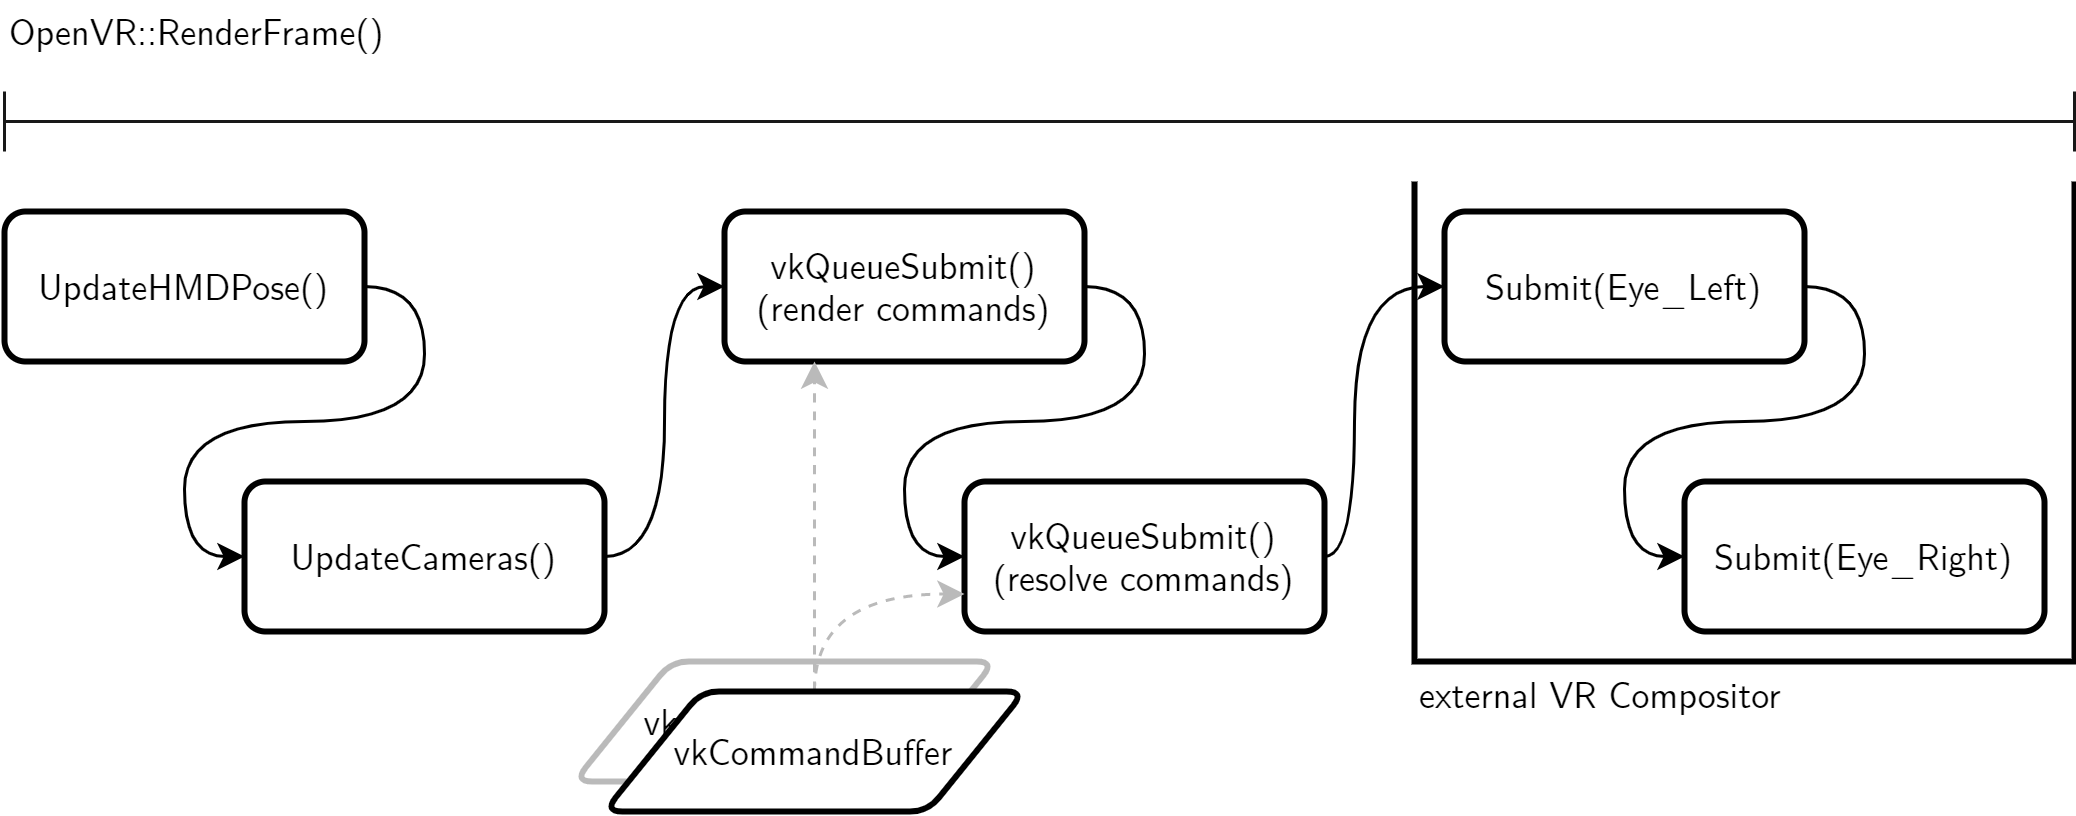 OpenVR::RenderFrame()
UpdateHMDPose()
vkQueueSubmit()
(render commands)
Submit(Eye_Left)
UpdateCameras()
vkQueueSubmit()
(resolve commands)
Submit(Eye_Right)
external VR Compositor
vk
vkCommandBuffer